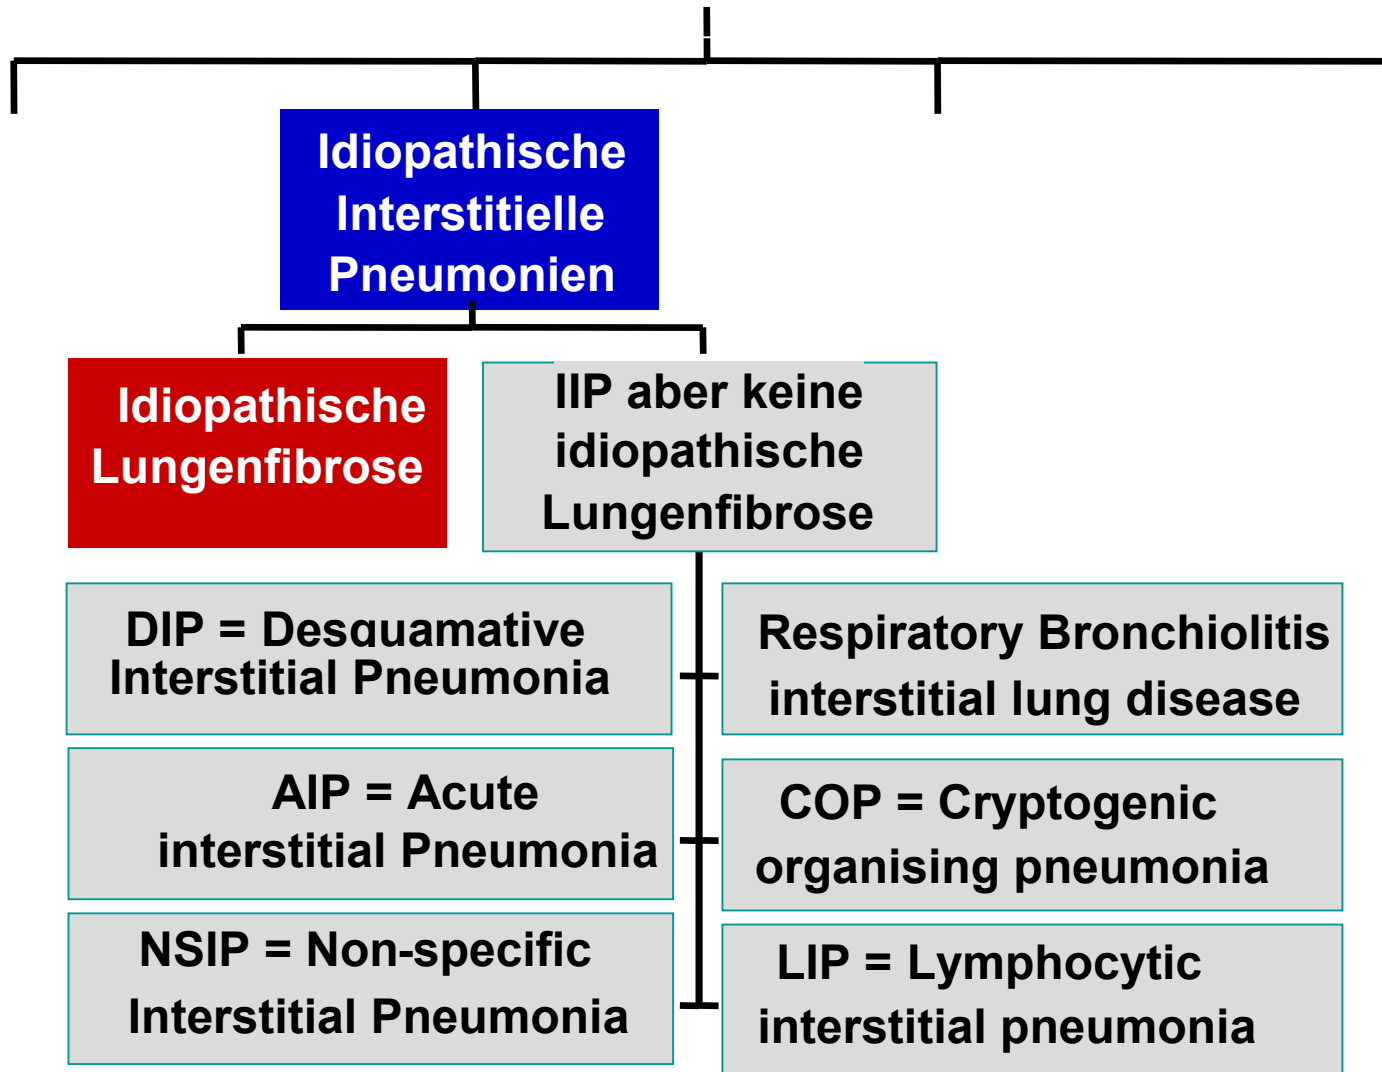 Idiopathische
Interstitielle
Pneumonien
Idiopathische
Lungenfibrose
IIP aber keine
idiopathische
Lungenfibrose
DIP = Desquamative
Interstitial Pneumonia
Respiratory Bronchiolitis
interstitial lung disease
AIP = Acute
interstitial Pneumonia
COP = Cryptogenic
organising pneumonia
NSIP = Non-specific
Interstitial Pneumonia
LIP = Lymphocytic
interstitial pneumonia